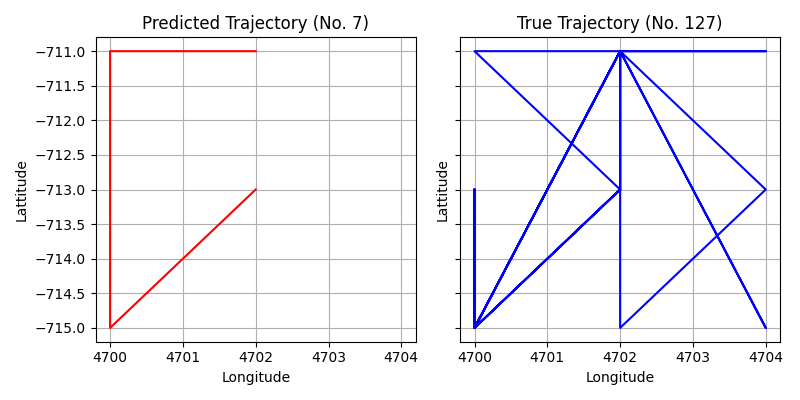 Predicted Trajectory (No. 7)
True Trajectory (No. 127)
−711.0
−711.5
−712.0
−712.5
−713.0
−713.5
−714.0
−714.5
−715.0
Lattitude
Lattitude
4700 4701 4702 4703 4704
4700 4701 4702 4703 4704
Longitude
Longitude